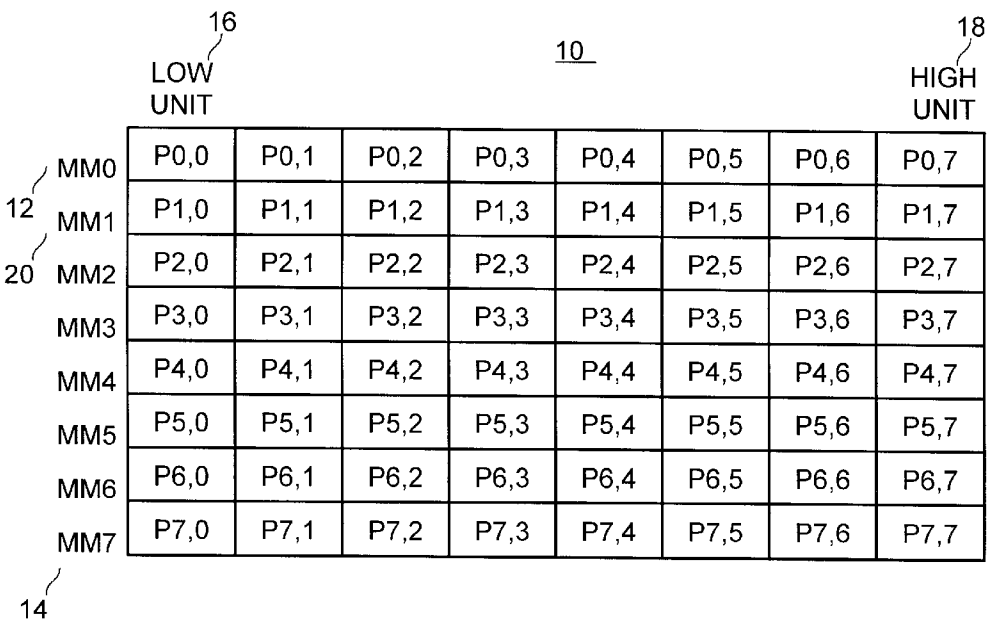 16
10
18
LOW
UNIT
HIGH
UNIT
MM0 P0,0 P0,1 P0,2 P0,3 P0,4 P0,5 P0,6 P0,7
12
MM1 P1,0 P1,1 P1,2 P1,3 P1,4 P1,5 P1,6 P1,7
20
MM2 P2,0 P2,1 P2,2 P2,3 P2,4 P2,5 P2,6 P2,7
MM3 P3,0 P3,1 P3,2 P3,3 P3,4 P3,5 P3,6 P3,7
MM4 P4,0 P4,1 P4,2 P4,3 P4,4 P4,5 P4,6 P4,7
MM5 P5,0 P5,1 P5,2 P5,3 P5,4 P5,5 P5,6 P5,7
MM6 P6,0 P6,1 P6,2 P6,3 P6,4 P6,5 P6,6 P6,7
MM7 P7,0 P7,1 P7,2 P7,3 P7,4 P7,5 P7,6 P7,7
14